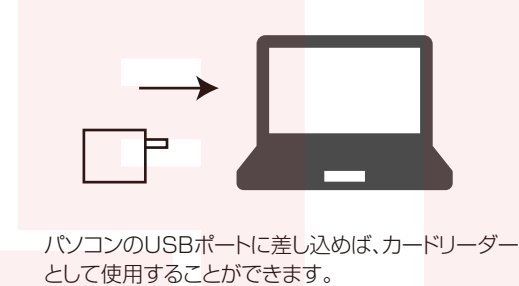 パソコンのUSBポートに差し込めば、カードリーダー
として使用することができます。